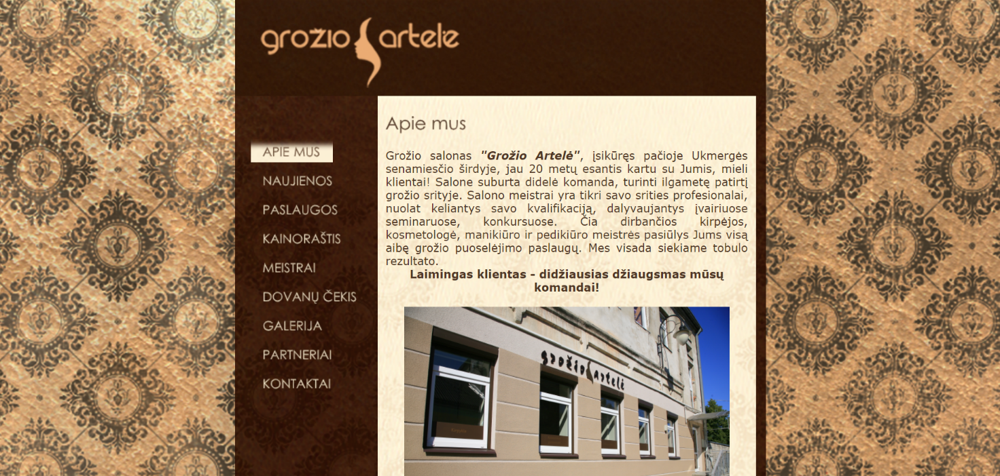 grožio artelė
APIE MUS
NAUJIENOS
PASLAUGOS
KAINORAŠTIS
MEISTRAI
DOVANŲ ČEKIS
GALERIJA
PARTNERIAI
KONTAKTAI
Apie mus
Grožio salonas "Grožio Artelė", įsikūręs pačioje Ukmergės
senamiesčio širdyje, jau 20 metų esantis kartu su Jumis, mieli
klientai! Salone suburta didelė komanda, turinti ilgametę patirtį
grožio srityje. Salono meistrai yra tikri savo srities profesionalai,
nuolat keliantys savo kvalifikaciją, dalyvaujantys įvairiuose
seminaruose, konkursuose. Čia dirbančios kirpėjos,
kosmetologė, manikiūro ir pedikiūro meistrės pasiūlys Jums visą
aibę grožio puoselėjimo paslaugų. Mes visada siekiame tobulo
rezultato.
Laimingas klientas - didžiausias džiaugsmas mūsų
komandai!
grožio artelė